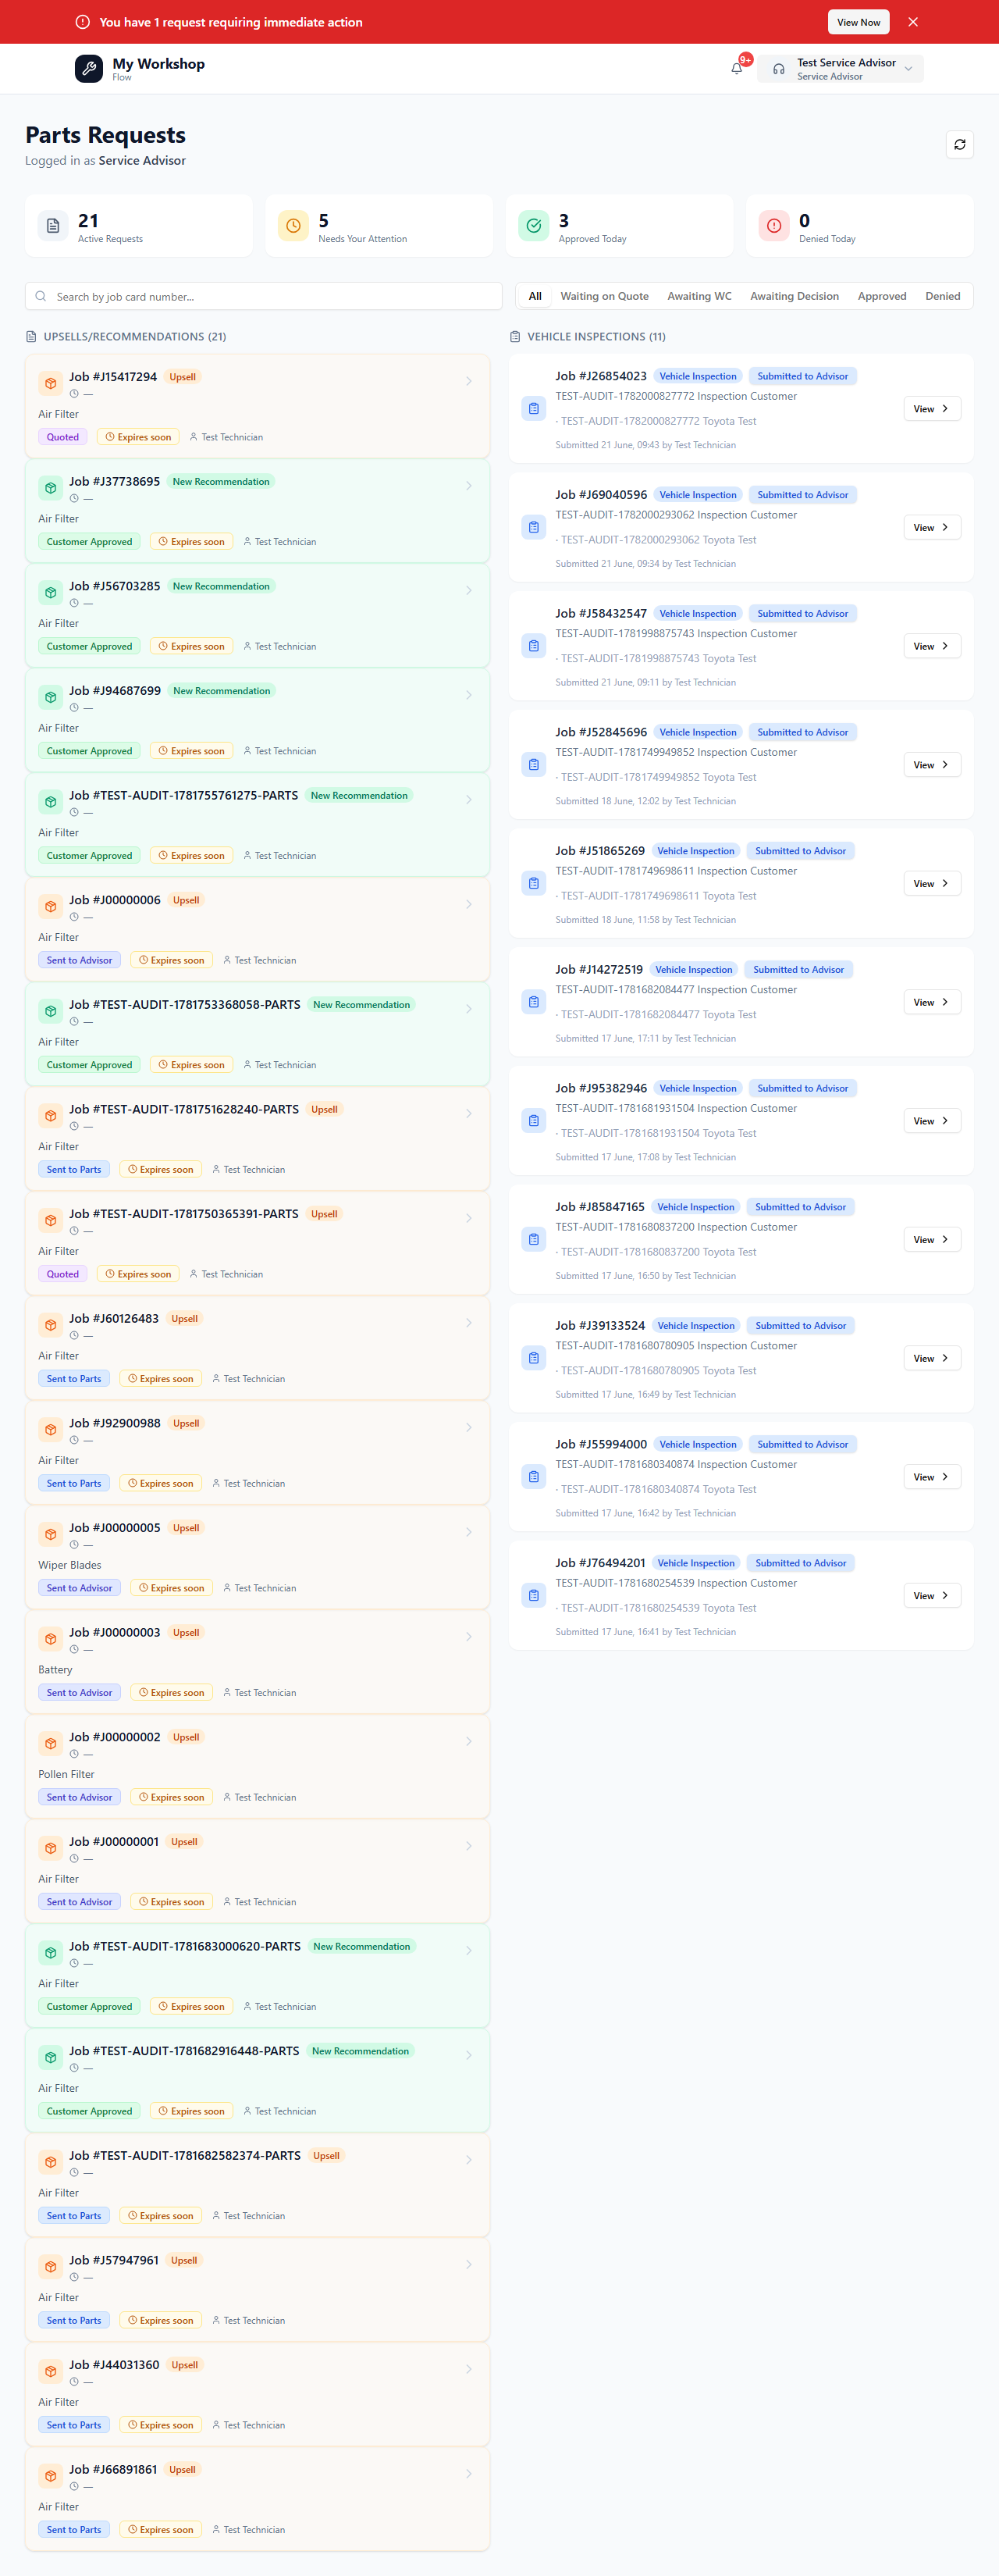 You have 1 request requiring immediate action
View Now
My Workshop
Flow
9+
Test Service Advisor
Service Advisor
Parts Requests
Logged in as Service Advisor
21
Active Requests
5
Needs Your Attention
3
Approved Today
0
Denied Today
Search by job card number...
All Waiting on Quote Awaiting WC Awaiting Decision Approved Denied
UPSELLS/RECOMMENDATIONS (21)
Job #J15417294 Upsell
—
Air Filter
Quoted Expires soon Test Technician
Job #J37738695 New Recommendation
—
Air Filter
Customer Approved Expires soon Test Technician
Job #J56703285 New Recommendation
—
Air Filter
Customer Approved Expires soon Test Technician
Job #J94687699 New Recommendation
—
Air Filter
Customer Approved Expires soon Test Technician
Job #TEST-AUDIT-1781755761275-PARTS New Recommendation
—
Air Filter
Customer Approved Expires soon Test Technician
Job #J00000006 Upsell
—
Air Filter
Sent to Advisor Expires soon Test Technician
Job #TEST-AUDIT-1781753368058-PARTS New Recommendation
—
Air Filter
Customer Approved Expires soon Test Technician
Job #TEST-AUDIT-1781751628240-PARTS Upsell
—
Air Filter
Sent to Parts Expires soon Test Technician
Job #TEST-AUDIT-1781750365391-PARTS Upsell
—
Air Filter
Quoted Expires soon Test Technician
Job #J60126483 Upsell
—
Air Filter
Sent to Parts Expires soon Test Technician
Job #J92900988 Upsell
—
Air Filter
Sent to Parts Expires soon Test Technician
Job #J00000005 Upsell
—
Wiper Blades
Sent to Advisor Expires soon Test Technician
Job #J00000003 Upsell
—
Battery
Sent to Advisor Expires soon Test Technician
Job #J00000002 Upsell
—
Pollen Filter
Sent to Advisor Expires soon Test Technician
Job #J00000001 Upsell
—
Air Filter
Sent to Advisor Expires soon Test Technician
Job #TEST-AUDIT-1781683000620-PARTS New Recommendation
—
Air Filter
Customer Approved Expires soon Test Technician
Job #TEST-AUDIT-1781682916448-PARTS New Recommendation
—
Air Filter
Customer Approved Expires soon Test Technician
Job #TEST-AUDIT-1781682582374-PARTS Upsell
—
Air Filter
Sent to Parts Expires soon Test Technician
Job #J57947961 Upsell
—
Air Filter
Sent to Parts Expires soon Test Technician
Job #J44031360 Upsell
—
Air Filter
Sent to Parts Expires soon Test Technician
Job #J66891861 Upsell
—
Air Filter
Sent to Parts Expires soon Test Technician
VEHICLE INSPECTIONS (11)
Job #J26854023 Vehicle Inspection Submitted to Advisor
TEST-AUDIT-1782000827772 Inspection Customer
· TEST-AUDIT-1782000827772 Toyota Test
Submitted 21 June, 09:43 by Test Technician
View
Job #J69040596 Vehicle Inspection Submitted to Advisor
TEST-AUDIT-1782000293062 Inspection Customer
· TEST-AUDIT-1782000293062 Toyota Test
Submitted 21 June, 09:34 by Test Technician
View
Job #J58432547 Vehicle Inspection Submitted to Advisor
TEST-AUDIT-1781998875743 Inspection Customer
· TEST-AUDIT-1781998875743 Toyota Test
Submitted 21 June, 09:11 by Test Technician
View
Job #J52845696 Vehicle Inspection Submitted to Advisor
TEST-AUDIT-1781749949852 Inspection Customer
· TEST-AUDIT-1781749949852 Toyota Test
Submitted 18 June, 12:02 by Test Technician
View
Job #J51865269 Vehicle Inspection Submitted to Advisor
TEST-AUDIT-1781749698611 Inspection Customer
· TEST-AUDIT-1781749698611 Toyota Test
Submitted 18 June, 11:58 by Test Technician
View
Job #J14272519 Vehicle Inspection Submitted to Advisor
TEST-AUDIT-1781682084477 Inspection Customer
· TEST-AUDIT-1781682084477 Toyota Test
Submitted 17 June, 17:11 by Test Technician
View
Job #J95382946 Vehicle Inspection Submitted to Advisor
TEST-AUDIT-1781681931504 Inspection Customer
· TEST-AUDIT-1781681931504 Toyota Test
Submitted 17 June, 17:08 by Test Technician
View
Job #J85847165 Vehicle Inspection Submitted to Advisor
TEST-AUDIT-1781680837200 Inspection Customer
· TEST-AUDIT-1781680837200 Toyota Test
Submitted 17 June, 16:50 by Test Technician
View
Job #J39133524 Vehicle Inspection Submitted to Advisor
TEST-AUDIT-1781680780905 Inspection Customer
· TEST-AUDIT-1781680780905 Toyota Test
Submitted 17 June, 16:49 by Test Technician
View
Job #J55994000 Vehicle Inspection Submitted to Advisor
TEST-AUDIT-1781680340874 Inspection Customer
· TEST-AUDIT-1781680340874 Toyota Test
Submitted 17 June, 16:42 by Test Technician
View
Job #J76494201 Vehicle Inspection Submitted to Advisor
TEST-AUDIT-1781680254539 Inspection Customer
· TEST-AUDIT-1781680254539 Toyota Test
Submitted 17 June, 16:41 by Test Technician
View